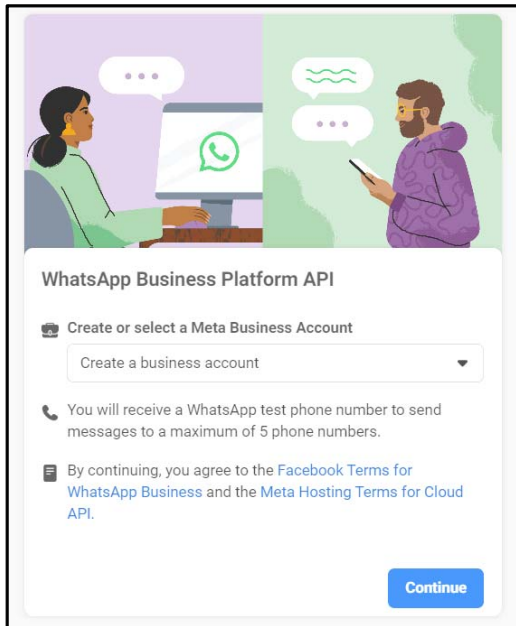 WhatsApp Business Platform API
Create or select a Meta Business Account
Create a business account
You will receive a WhatsApp test phone number to send
messages to a maximum of 5 phone numbers.
By continuing, you agree to the Facebook Terms for
WhatsApp Business and the Meta Hosting Terms for Cloud
API.
Continue